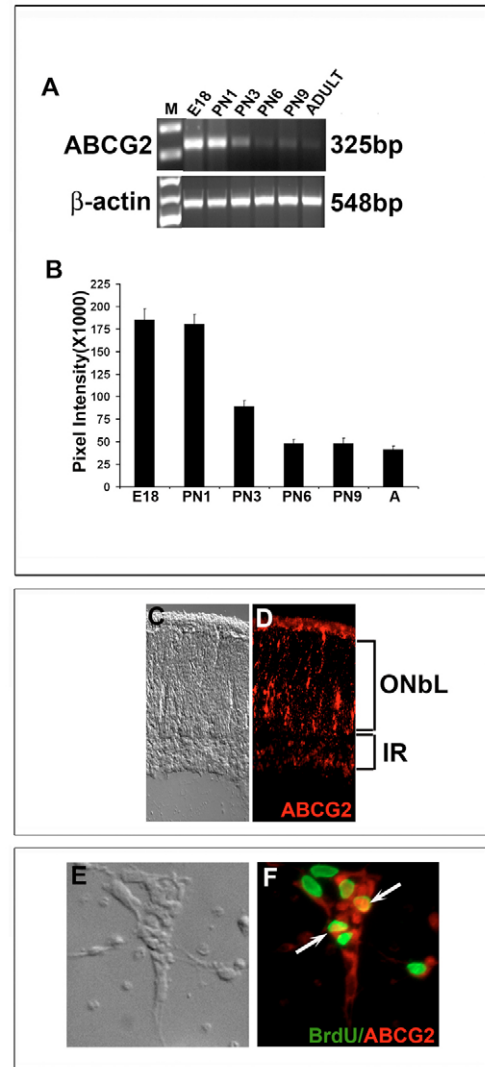 A
M E18 PN1 PN3 PN6 PN9 ADULT
ABCG2 325bp
β-actin 548bp
B
Pixel Intensity(X1000)
225
200
175
150
125
100
75
50
25
0
E18 PN1 PN3 PN6 PN9 A
C D
ONbL
IR
ABCG2
E F
BrdU/ABCG2